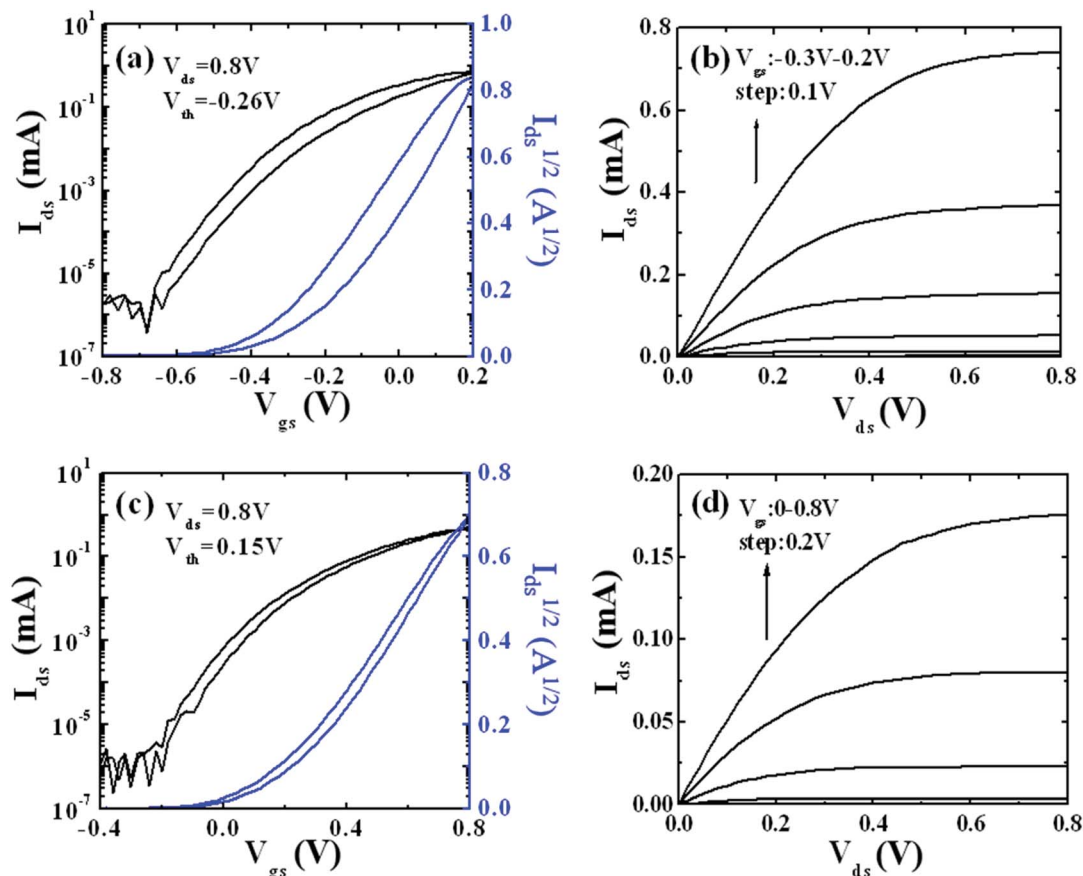 (a)
V_ds=0.8V
V_th=-0.26V
10^1
10^-1
10^-3
10^-5
10^-7
I_ds (mA)
-0.8 -0.6 -0.4 -0.2 0.0 0.2
V_gs (V)
1.0
0.8
0.6
0.4
0.2
0.0
I_ds^1/2 (A^1/2)
(b)
V_gs:-0.3V-0.2V
step:0.1V
0.8
0.6
0.4
0.2
0.0
I_ds (mA)
0.0 0.2 0.4 0.6 0.8
V_ds (V)
(c)
V_ds=0.8V
V_th=0.15V
10^1
10^-1
10^-3
10^-5
10^-7
I_ds (mA)
-0.4 0.0 0.4 0.8
V_gs (V)
0.8
0.6
0.4
0.2
0.0
I_ds^1/2 (A^1/2)
(d)
V_gs:0-0.8V
step:0.2V
0.20
0.15
0.10
0.05
0.00
I_ds (mA)
0.0 0.2 0.4 0.6 0.8
V_ds (V)